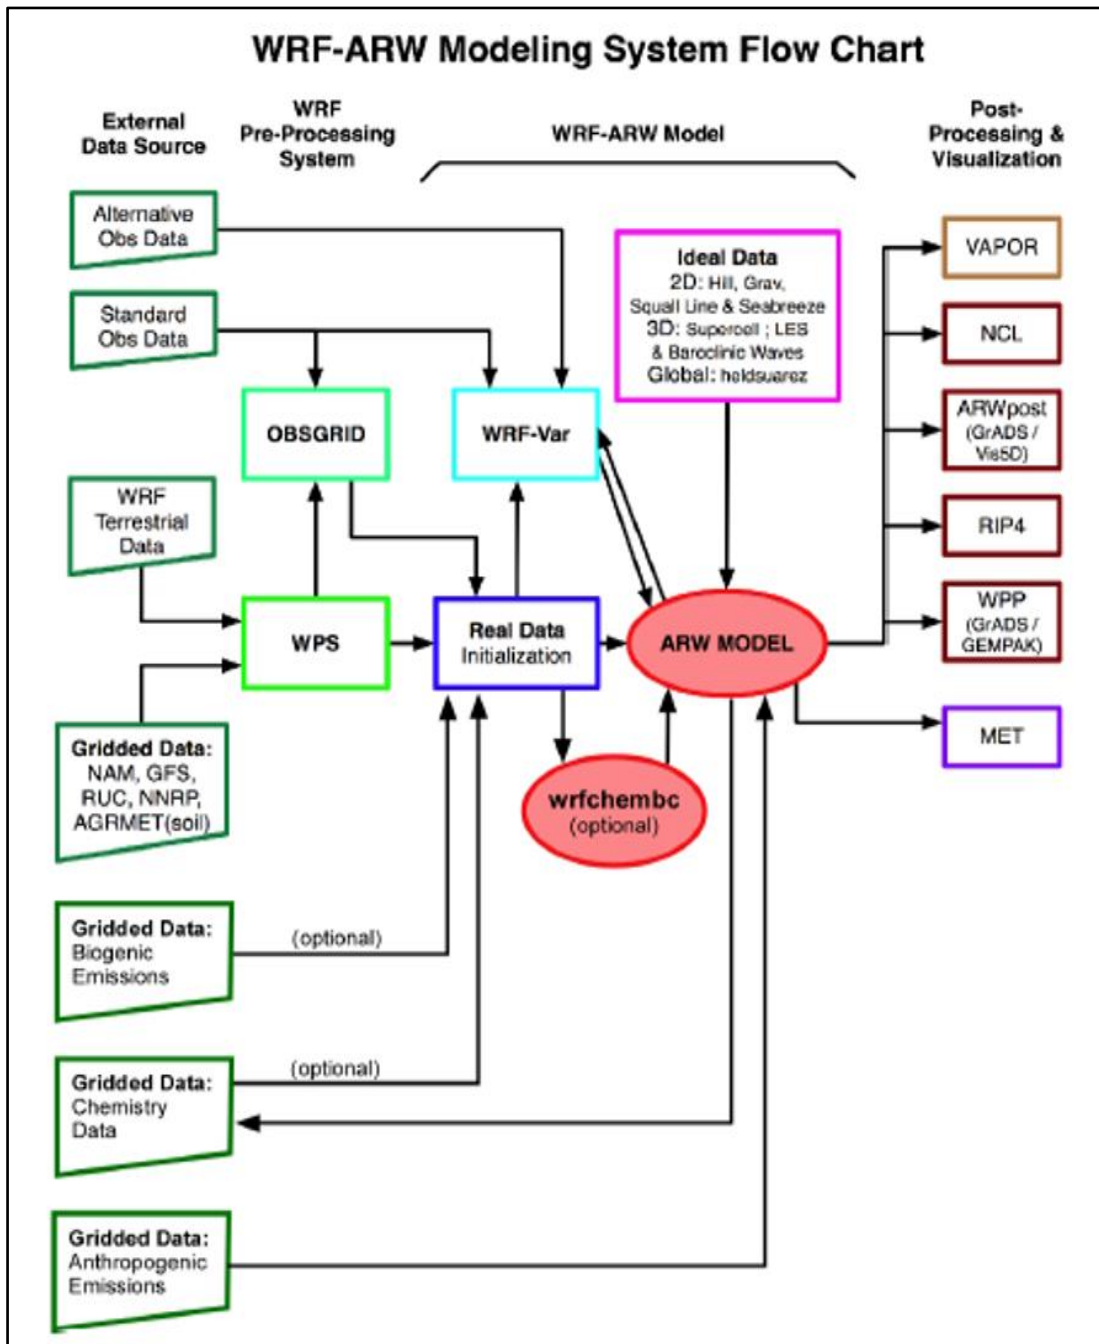 WRF-ARW Modeling System Flow Chart
External
Data Source
WRF
Pre-Processing
System
WRF-ARW Model
Post-
Processing &
Visualization
Alternative
Obs Data
Standard
Obs Data
WRF
Terrestrial
Data
Gridded Data:
NAM, GFS,
RUC, NNRP,
AGRMET(soil)
Gridded Data:
Biogenic
Emissions
(optional)
Gridded Data:
Chemistry
Data
(optional)
Gridded Data:
Anthropogenic
Emissions
OBSGRID
WPS
WRF-Var
Real Data
Initialization
Ideal Data
2D: Hill, Grav,
Squall Line & Seabreeze
3D: Supercell ; LES
& Baroclinic Waves
Global: heldsuarez
ARW MODEL
wrfchembc
(optional)
VAPOR
NCL
ARWpost
(GrADS /
Vis5D)
RIP4
WPP
(GrADS /
GEMPAK)
MET